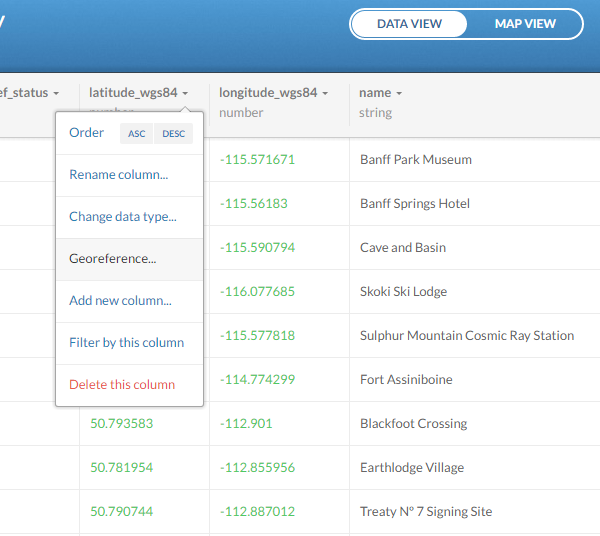 DATA VIEW MAP VIEW
ef_status latitude_wgs84 longitude_wgs84 name
number number string
Order ASC DESC
-115.571671 Banff Park Museum
Rename column...
-115.56183 Banff Springs Hotel
Change data type...
-115.590794 Cave and Basin
Georeference...
-116.077685 Skoki Ski Lodge
Add new column...
-115.577818 Sulphur Mountain Cosmic Ray Station
Filter by this column
-114.774299 Fort Assiniboine
Delete this column
50.793583 -112.901 Blackfoot Crossing
50.781954 -112.855956 Earthlodge Village
50.790744 -112.887012 Treaty Nº 7 Signing Site